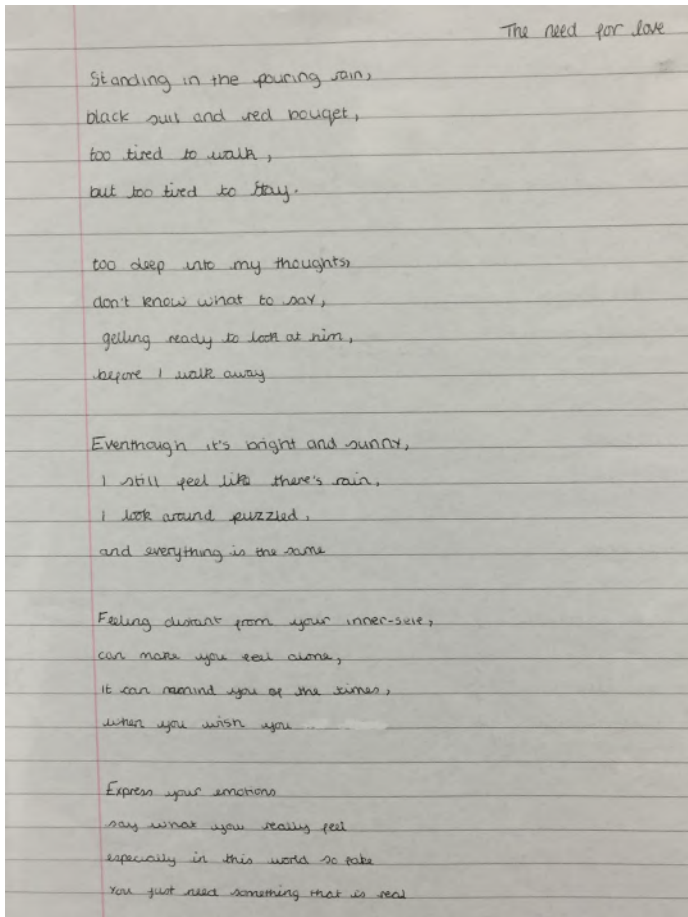 The need for love
Standing in the pouring rain,
black suit and red bouqet,
too tired to walk,
but too tired to stay.
too deep into my thoughts,
don't know what to say,
getting ready to look at him,
before I walk away
Eventhough it's bright and sunny,
I still feel like there's rain,
I look around puzzled,
and everything is the same
Feeling distant from your inner-self,
can make you feel alone,
it can remind you of the times,
when you wish you
Express your emotions
say what you really feel
especially in this world so fake
You just need something that is real